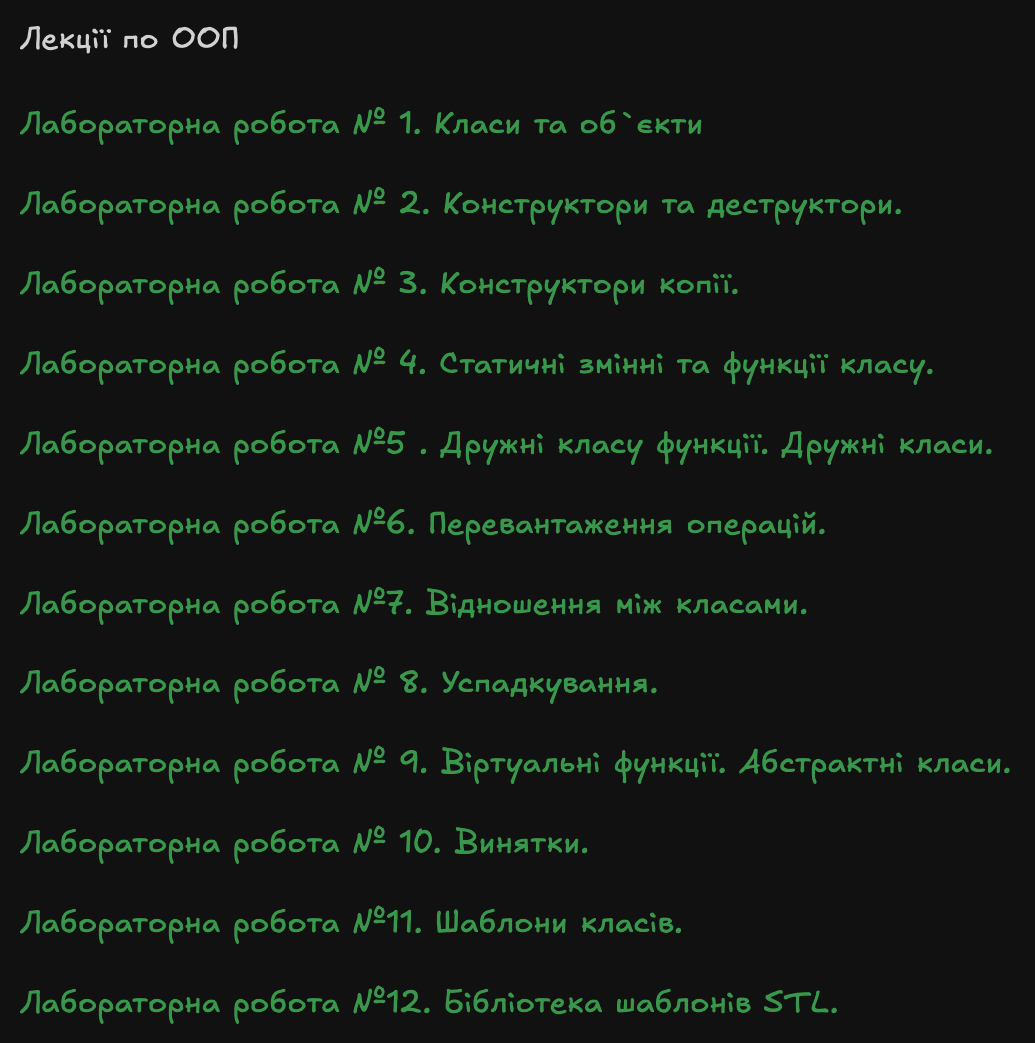 Лекції по ООП
Лабораторна робота № 1. Класи та об`єкти
Лабораторна робота № 2. Конструктори та деструктори.
Лабораторна робота № 3. Конструктори копії.
Лабораторна робота № 4. Статичні змінні та функції класу.
Лабораторна робота №5 . Дружні класу функції. Дружні класи.
Лабораторна робота №6. Перевантаження операцій.
Лабораторна робота №7. Відношення між класами.
Лабораторна робота № 8. Успадкування.
Лабораторна робота № 9. Віртуальні функції. Абстрактні класи.
Лабораторна робота № 10. Винятки.
Лабораторна робота №11. Шаблони класів.
Лабораторна робота №12. Бібліотека шаблонів STL.